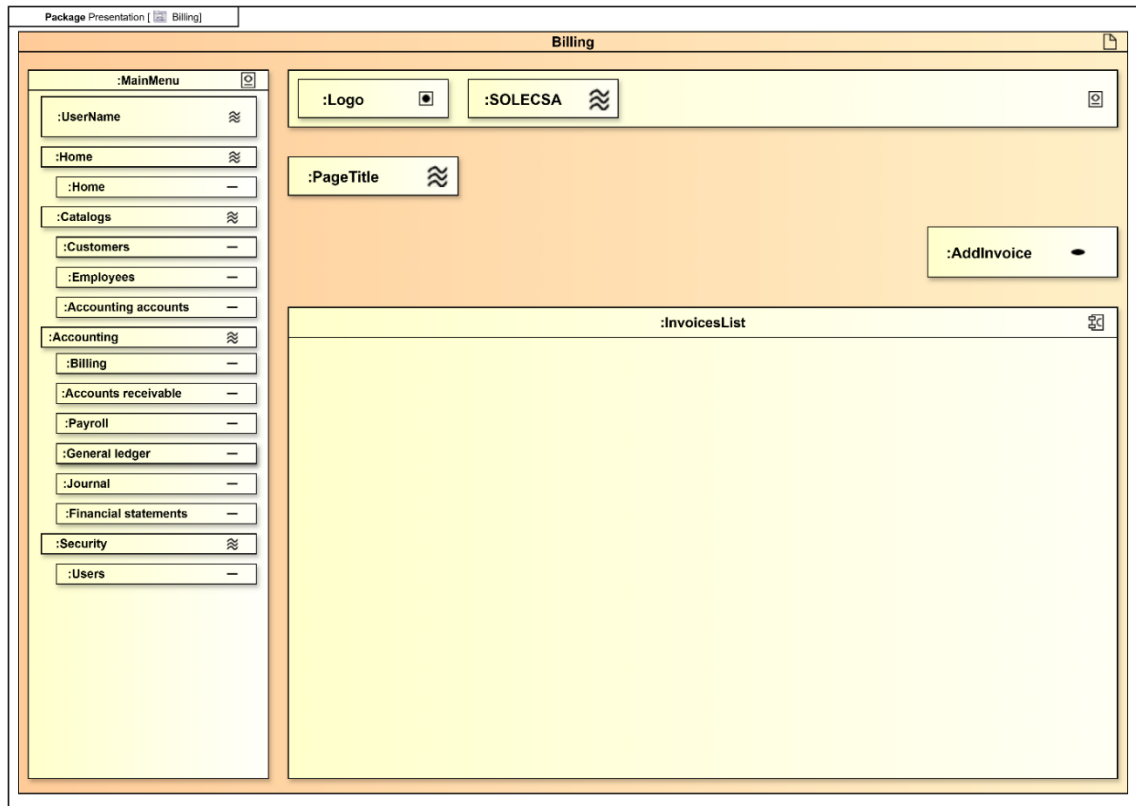 Package Presentation [ Billing]
Billing
:MainMenu
:UserName
:Home
:Home
:Catalogs
:Customers
:Employees
:Accounting accounts
:Accounting
:Billing
:Accounts receivable
:Payroll
:General ledger
:Journal
:Financial statements
:Security
:Users
:Logo
:SOLECSA
:PageTitle
:AddInvoice
:InvoicesList